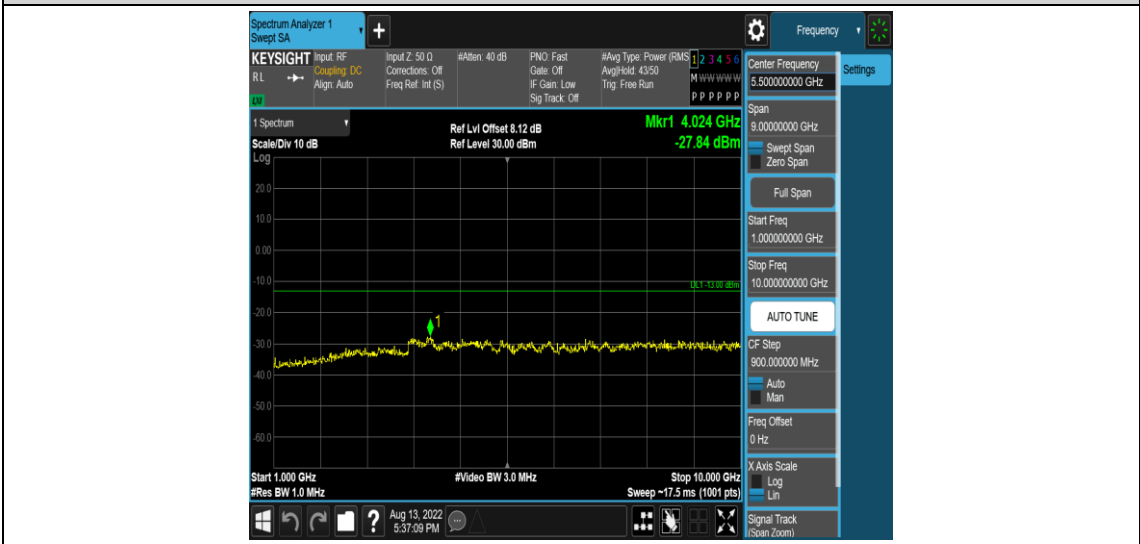 Spectrum Analyzer 1
Swept SA
+
Frequency
KEYSIGHT
RL
LXI
Input: RF
Coupling: DC
Align: Auto
Input Z: 50 Ω
Corrections: Off
Freq Ref: Int (S)
#Atten: 40 dB
PNO: Fast
Gate: Off
IF Gain: Low
Sig Track: Off
#Avg Type: Power (RMS
Avg|Hold: 43/50
Trig: Free Run
1 2 3 4 5 6
M W W W W W
P P P P P P
1 Spectrum
Scale/Div 10 dB
Log
Ref Lvl Offset 8.12 dB
Ref Level 30.00 dBm
Mkr1 4.024 GHz
-27.84 dBm
20.0
10.0
0.00
-10.0
-20.0
-30.0
-40.0
-50.0
-60.0
DL1 -13.00 dBm
1
Start 1.000 GHz
#Res BW 1.0 MHz
#Video BW 3.0 MHz
Stop 10.000 GHz
Sweep ~17.5 ms (1001 pts)
Center Frequency
5.500000000 GHz
Span
9.00000000 GHz
Swept Span
Zero Span
Full Span
Start Freq
1.000000000 GHz
Stop Freq
10.000000000 GHz
AUTO TUNE
CF Step
900.000000 MHz
Auto
Man
Freq Offset
0 Hz
X Axis Scale
Log
Lin
Signal Track
(Span Zoom)
Settings
?
Aug 13, 2022
5:37:09 PM